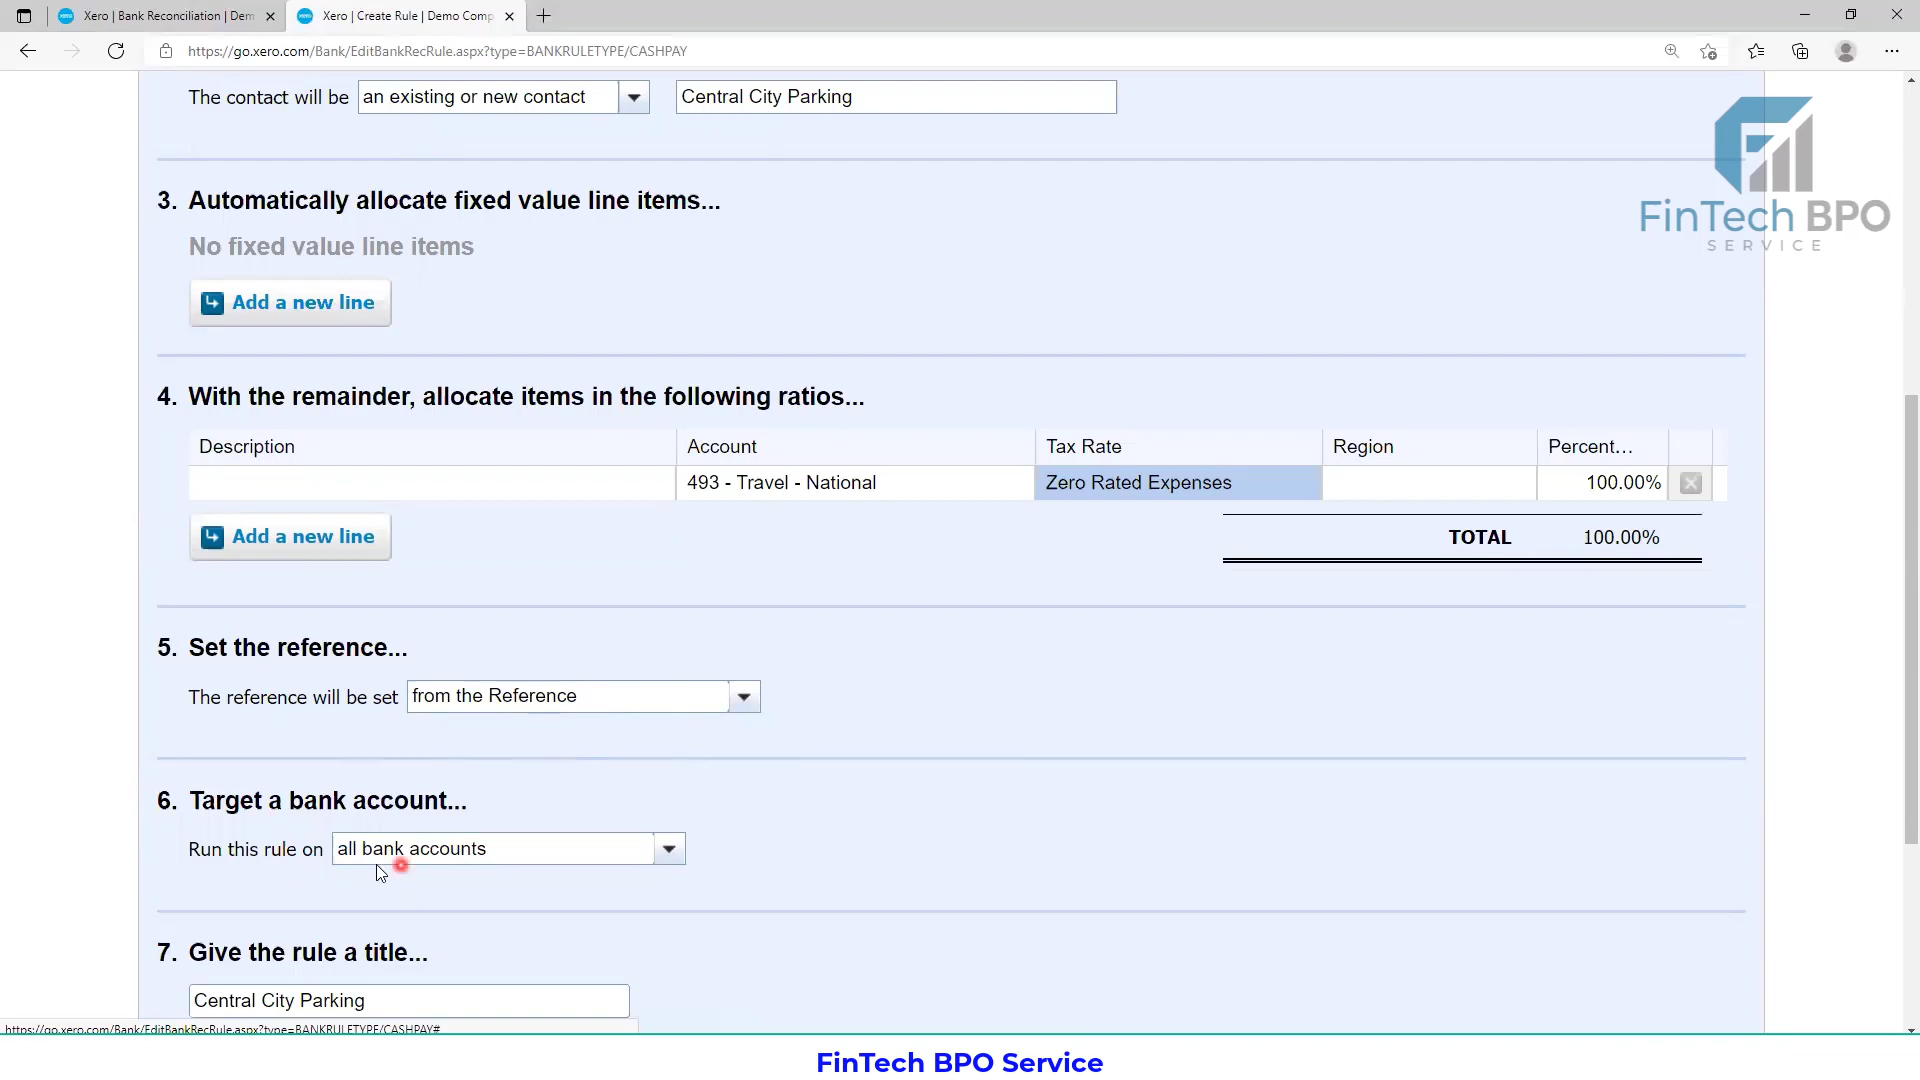 Xero | Bank Reconciliation | Dem
Xero | Create Rule | Demo Comp
https://go.xero.com/Bank/EditBankRecRule.aspx?type=BANKRULETYPE/CASHPAY
The contact will be an existing or new contact Central City Parking
FinTech BPO
SERVICE
3. Automatically allocate fixed value line items...
No fixed value line items
Add a new line
4. With the remainder, allocate items in the following ratios...
Description Account Tax Rate Region Percent...
493 - Travel - National Zero Rated Expenses 100.00%
Add a new line
TOTAL 100.00%
5. Set the reference...
The reference will be set from the Reference
6. Target a bank account...
Run this rule on all bank accounts
7. Give the rule a title...
Central City Parking
https://go.xero.com/Bank/EditBankRecRule.aspx?type=BANKRULETYPE/CASHPAY#
FinTech BPO Service